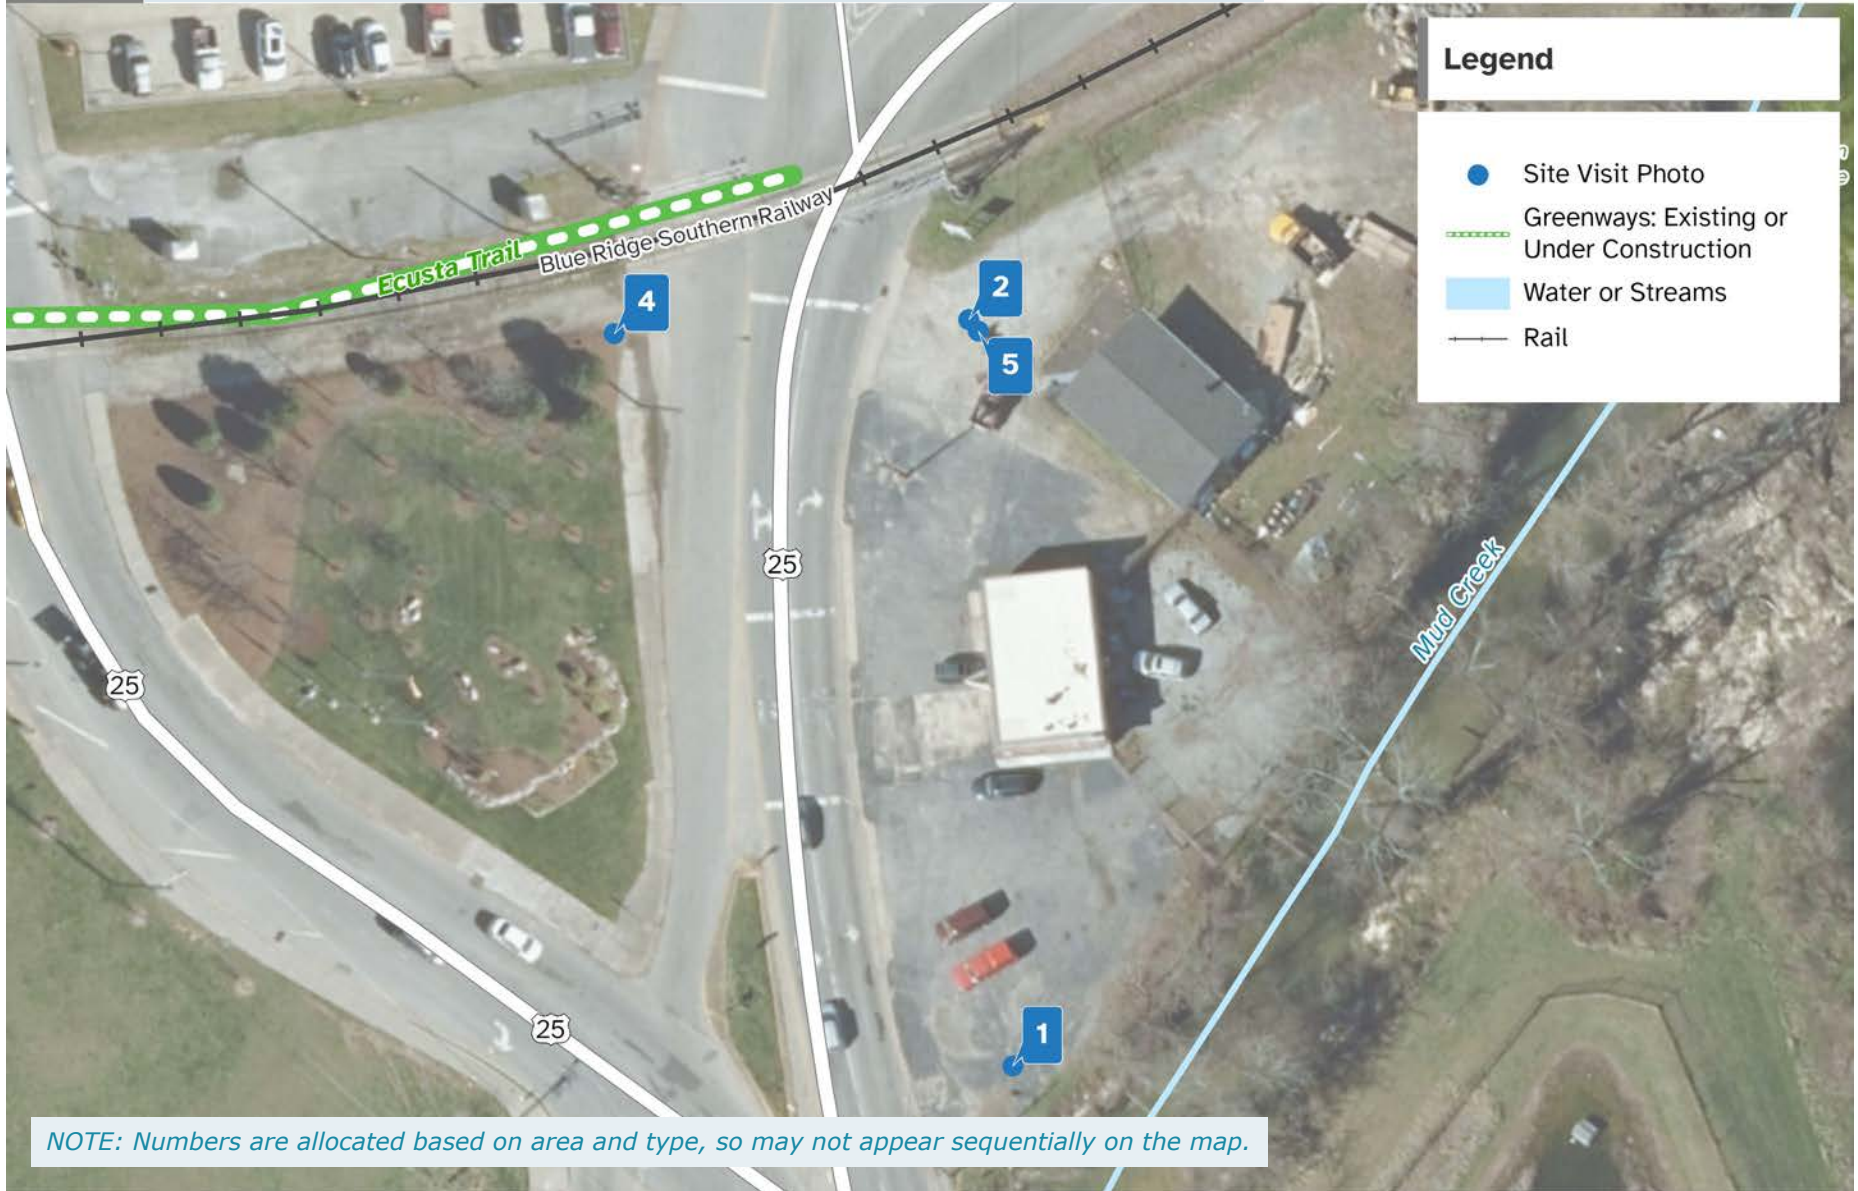 Legend
Site Visit Photo
Greenways: Existing or
Under Construction
Water or Streams
Rail
Ecusta Trail
Blue Ridge Southern Railway
4
2
5
25
Mud Creek
25
25
1
NOTE: Numbers are allocated based on area and type, so may not appear sequentially on the map.